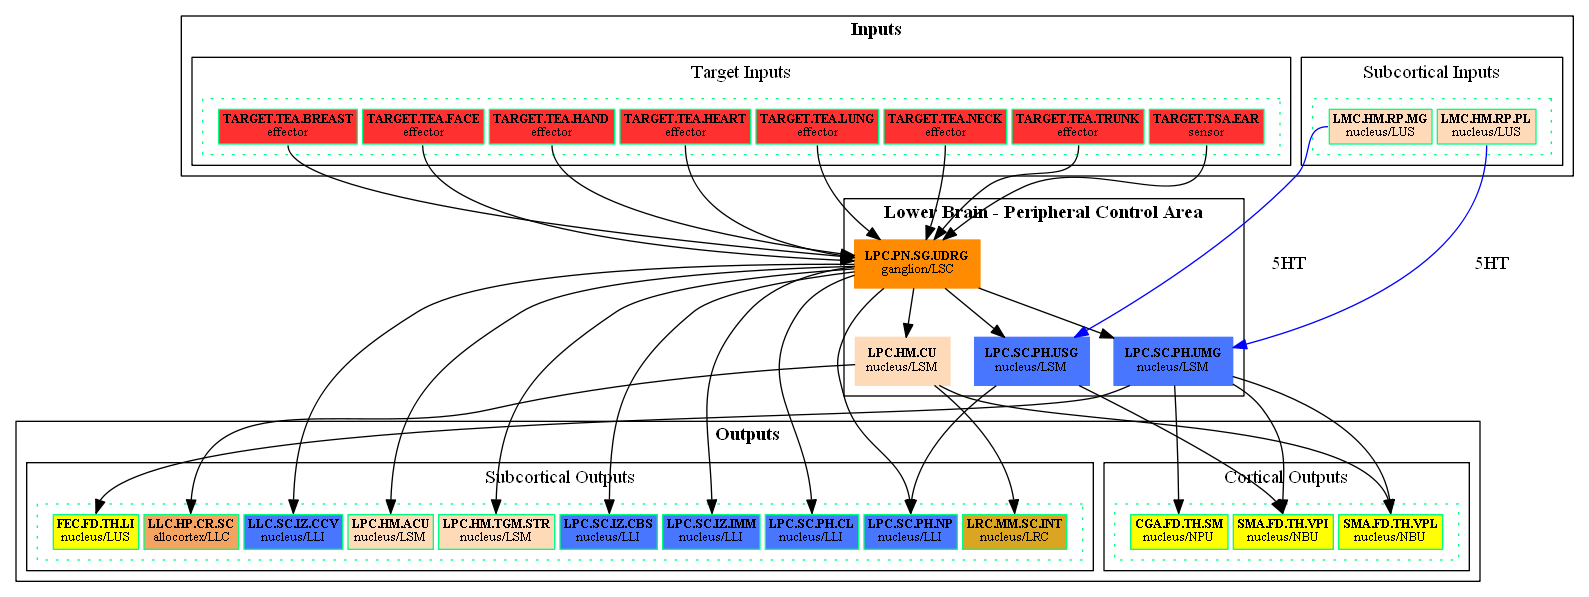 Inputs
Target Inputs
Subcortical Inputs
TARGET.TEA.BREAST
effector
TARGET.TEA.FACE
effector
TARGET.TEA.HAND
effector
TARGET.TEA.HEART
effector
TARGET.TEA.LUNG
effector
TARGET.TEA.NECK
effector
TARGET.TEA.TRUNK
effector
TARGET.TSA.EAR
sensor
LMC.HM.RP.MG
nucleus/LUS
LMC.HM.RP.PL
nucleus/LUS
Lower Brain - Peripheral Control Area
LPC.PN.SG.UDRG
ganglion/LSC
5HT
5HT
LPC.HM.CU
nucleus/LSM
LPC.SC.PH.USG
nucleus/LSM
LPC.SC.PH.UMG
nucleus/LSM
Outputs
Subcortical Outputs
Cortical Outputs
FEC.FD.TH.LI
nucleus/LUS
LLC.HP.CR.SC
allocortex/LLC
LLC.SC.IZ.CCV
nucleus/LLI
LPC.HM.ACU
nucleus/LSM
LPC.HM.TGM.STR
nucleus/LSM
LPC.SC.IZ.CBS
nucleus/LLI
LPC.SC.IZ.IMM
nucleus/LLI
LPC.SC.PH.CL
nucleus/LLI
LPC.SC.PH.NP
nucleus/LLI
LRC.MM.SC.INT
nucleus/LRC
CGA.FD.TH.SM
nucleus/NPU
SMA.FD.TH.VPI
nucleus/NBU
SMA.FD.TH.VPL
nucleus/NBU